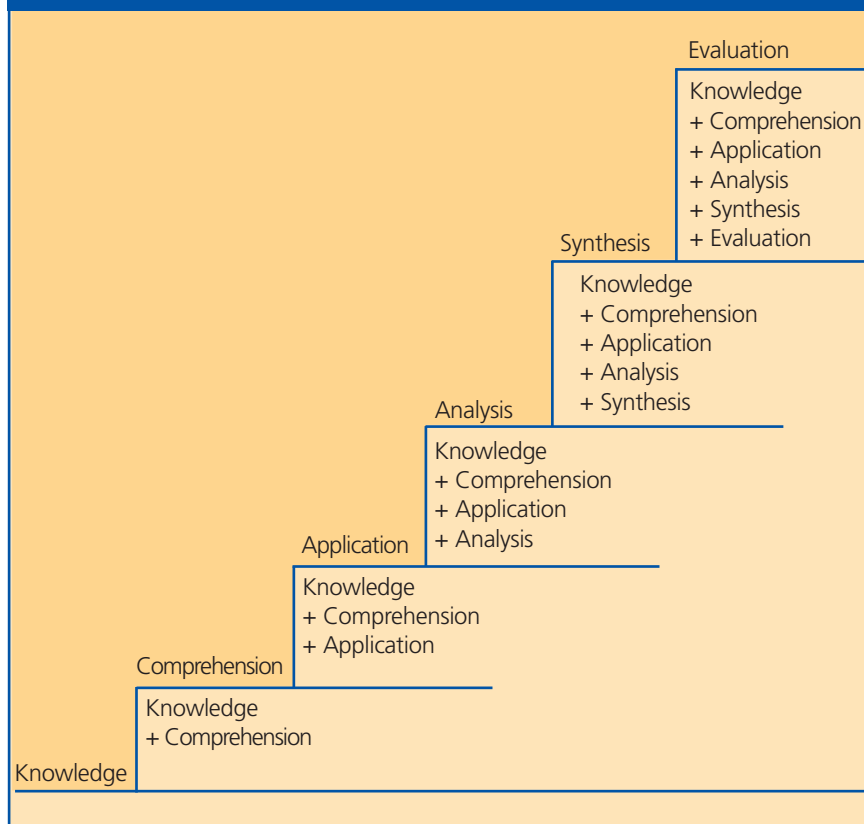 Evaluation
Knowledge
+ Comprehension
+ Application
+ Analysis
+ Synthesis
+ Evaluation
Synthesis
Knowledge
+ Comprehension
+ Application
+ Analysis
+ Synthesis
Analysis
Knowledge
+ Comprehension
+ Application
+ Analysis
Application
Knowledge
+ Comprehension
+ Application
Comprehension
Knowledge
+ Comprehension
Knowledge